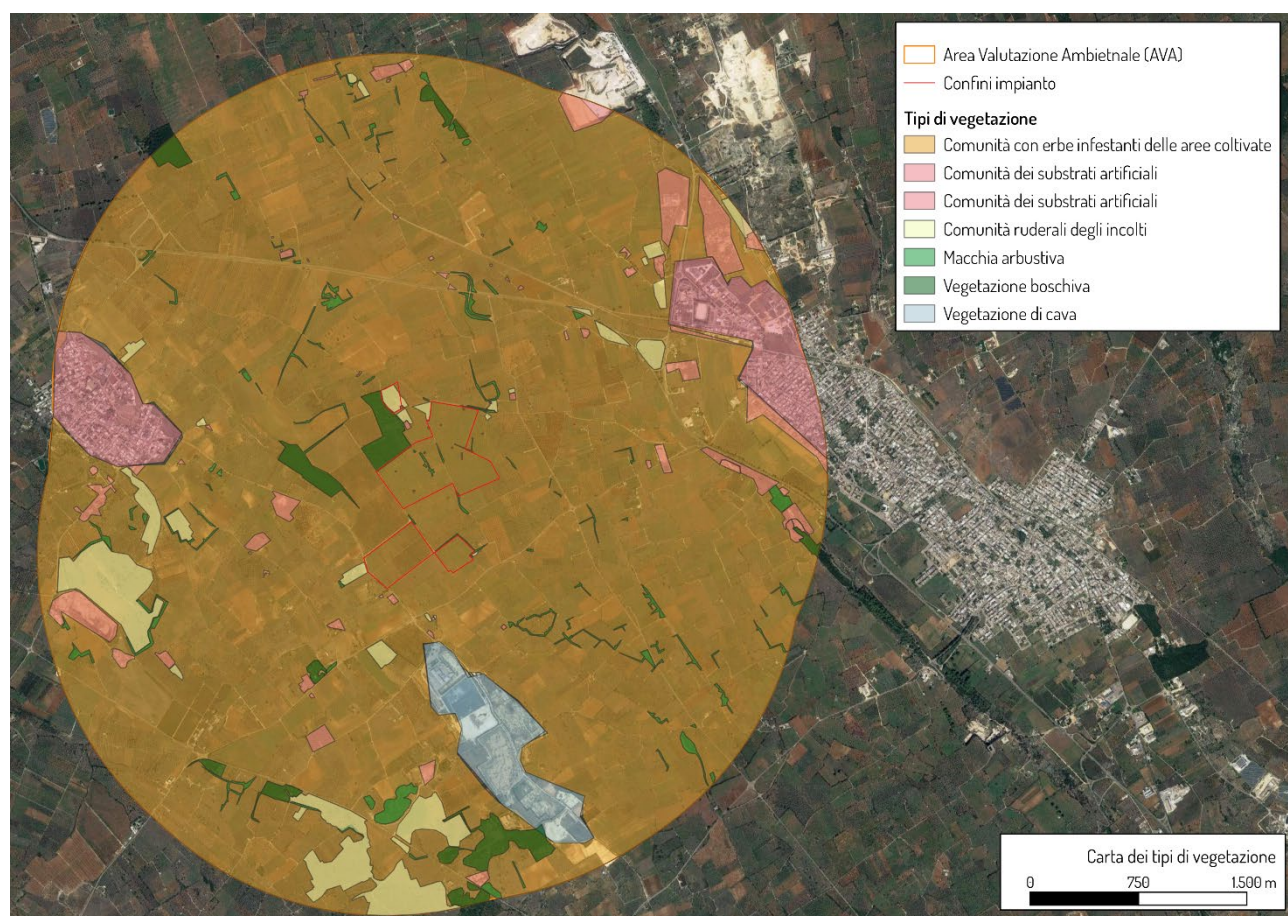 Area Valutazione Ambietnale (AVA)
Confini impianto
Tipi di vegetazione
Comunità con erbe infestanti delle aree coltivate
Comunità dei substrati artificiali
Comunità dei substrati artificiali
Comunità ruderali degli incolti
Macchia arbustiva
Vegetazione boschiva
Vegetazione di cava
Carta dei tipi di vegetazione
0 750 1.500 m